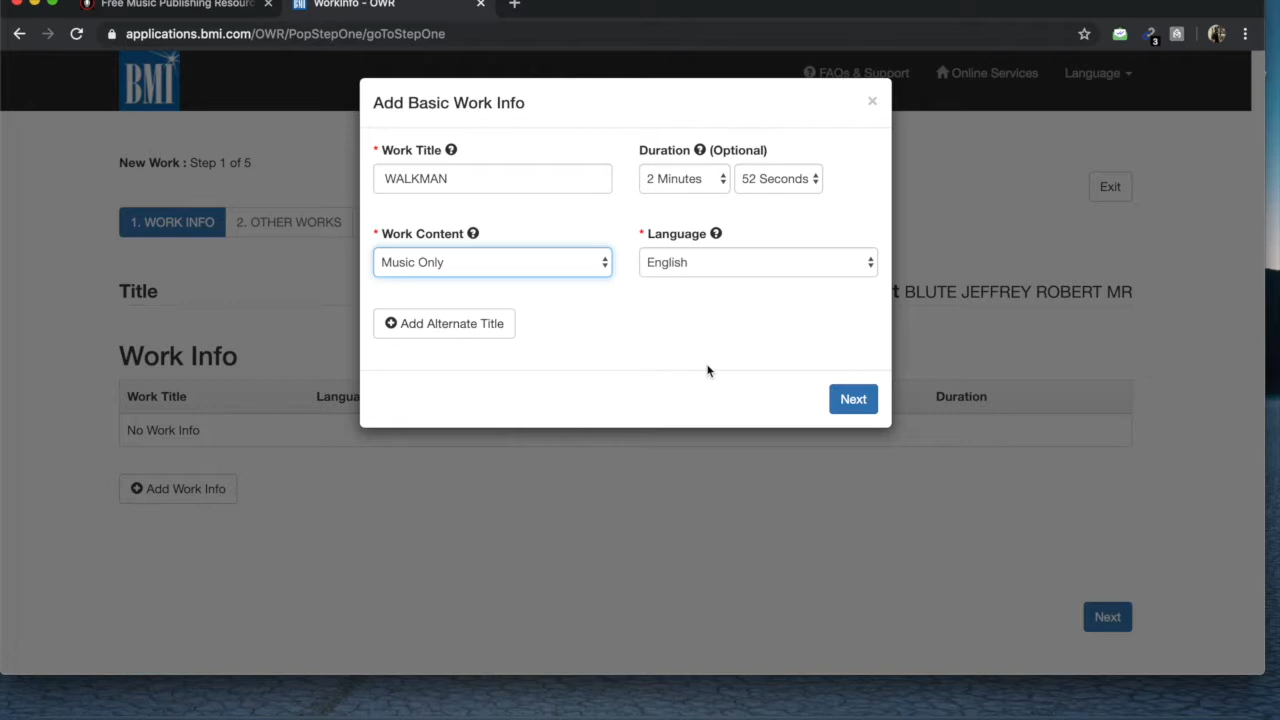 Free Music Publishing Resourc
WorkInfo - OWR
applications.bmi.com/OWR/PopStepOne/goToStepOne
3
BMI
FAQs & Support
Online Services
Language
Add Basic Work Info
×
New Work : Step 1 of 5
Exit
* Work Title
WALKMAN
Duration (Optional)
2 Minutes
52 Seconds
1. WORK INFO
2. OTHER WORKS
* Work Content
Music Only
* Language
English
Title
t BLUTE JEFFREY ROBERT MR
Add Alternate Title
Work Info
Work Title
Langua
Duration
Next
No Work Info
Add Work Info
Next